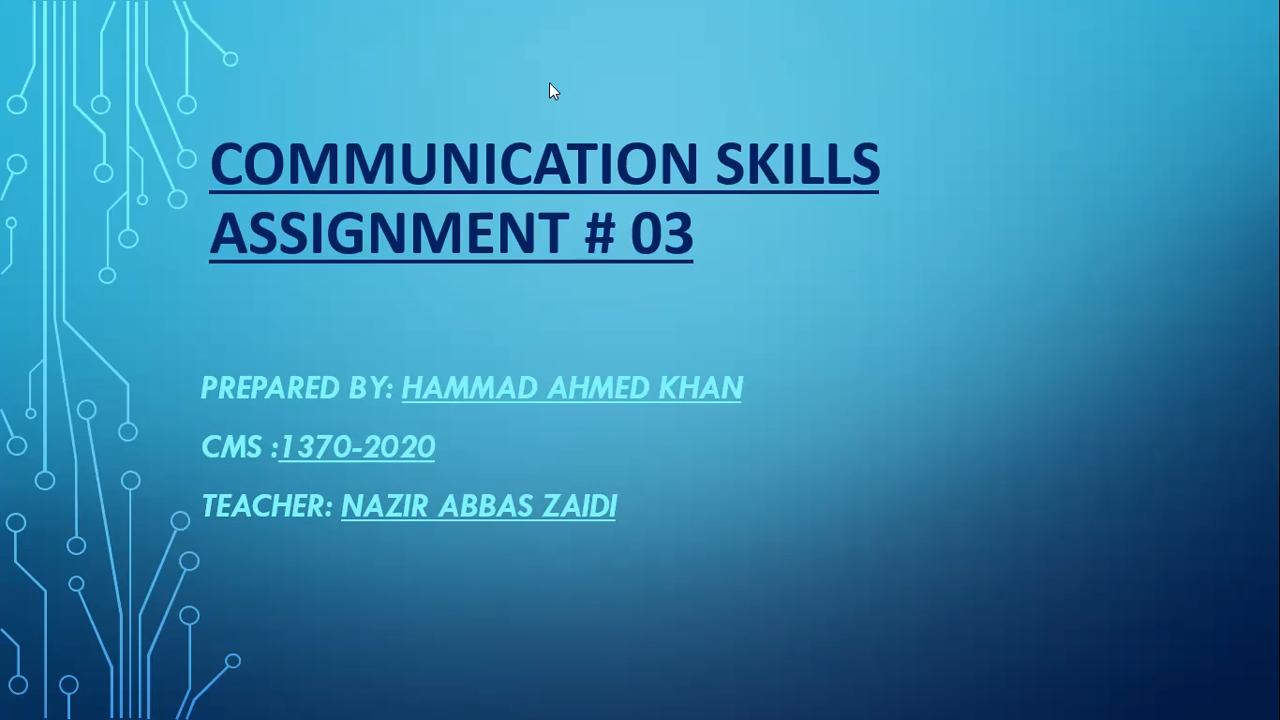 COMMUNICATION SKILLS
ASSIGNMENT # 03
PREPARED BY: HAMMAD AHMED KHAN
CMS :1370-2020
TEACHER: NAZIR ABBAS ZAIDI